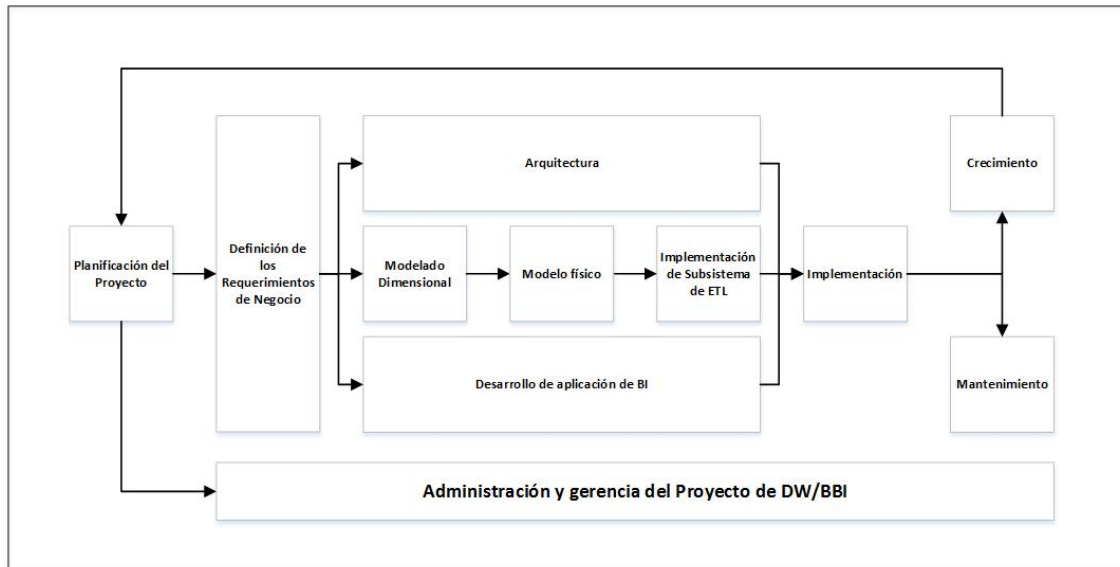 Planificación del
Proyecto
Definición de
los
Requerimientos
de Negocio
Arquitectura
Modelado
Dimensional
Modelo físico
Implementación
de Subsistema
de ETL
Desarrollo de aplicación de BI
Implementación
Crecimiento
Mantenimiento
Administración y gerencia del Proyecto de DW/BBI